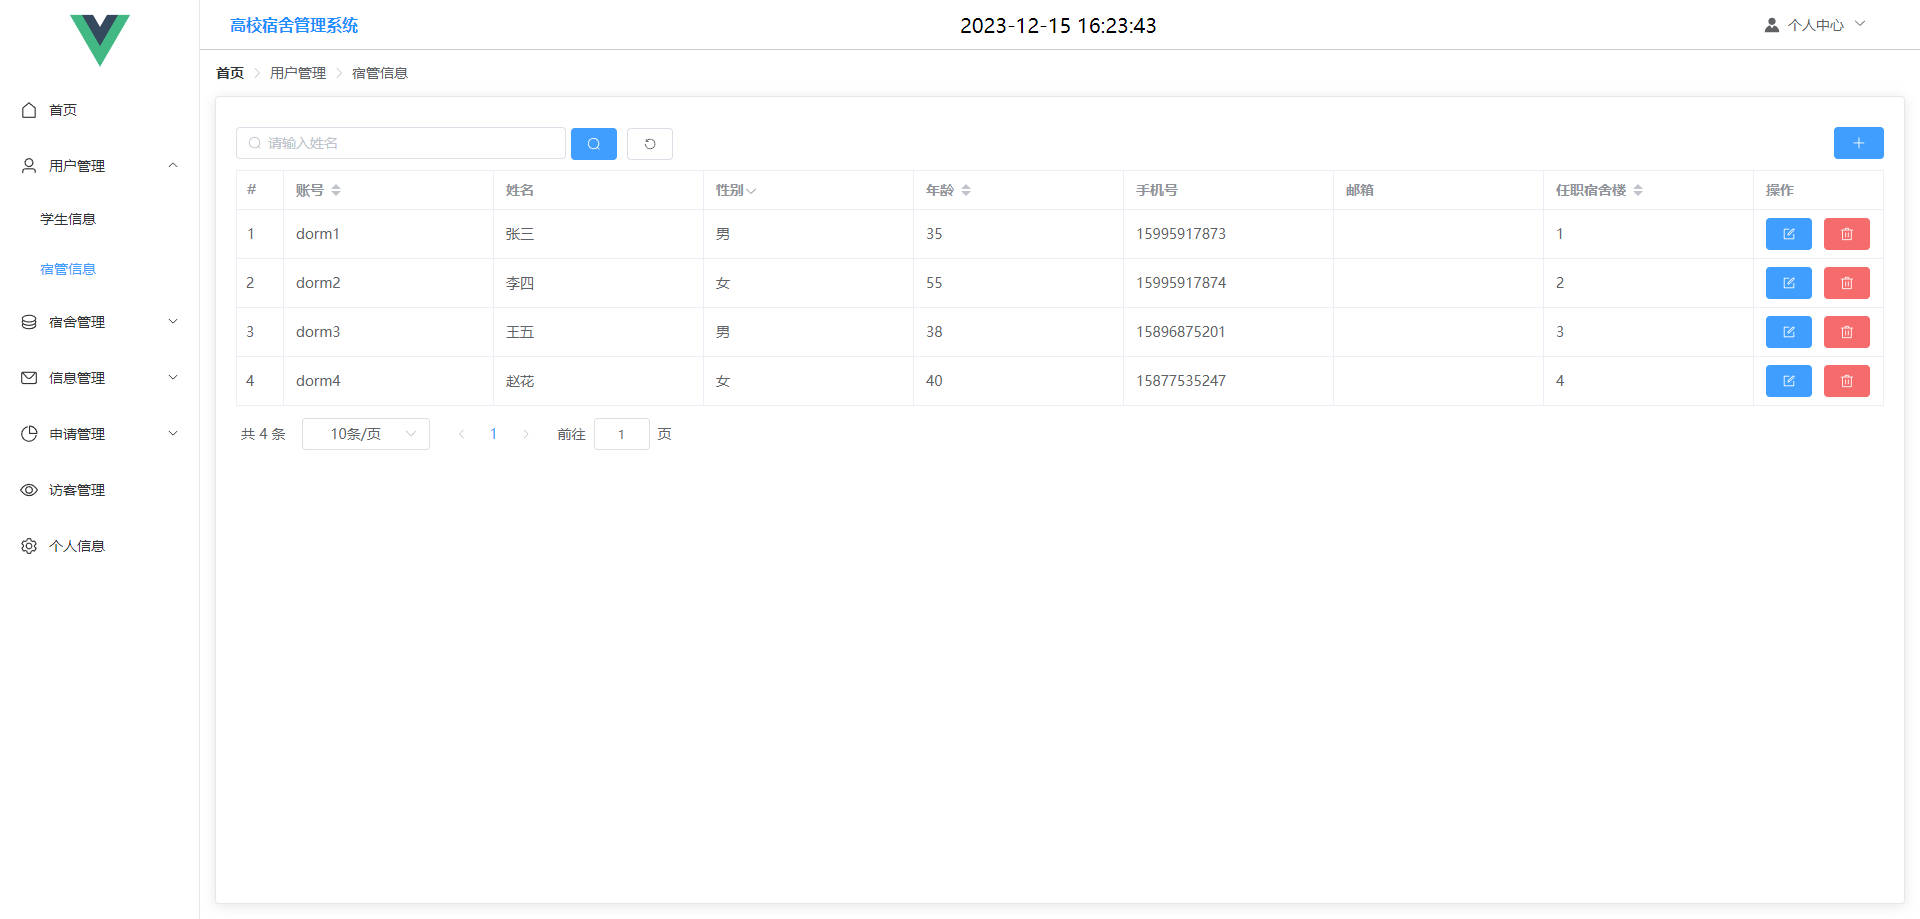 高校宿舍管理系统 2023-12-15 16:23:43 个人中心
首页 用户管理 宿管信息
首页
用户管理
学生信息
宿管信息
宿舍管理
信息管理
申请管理
访客管理
个人信息
请输入姓名
# 账号 姓名 性别 年龄 手机号 邮箱 任职宿舍楼 操作
1 dorm1 张三 男 35 15995917873 1
2 dorm2 李四 女 55 15995917874 2
3 dorm3 王五 男 38 15896875201 3
4 dorm4 赵花 女 40 15877535247 4
共 4 条 10条/页 1 前往 1 页